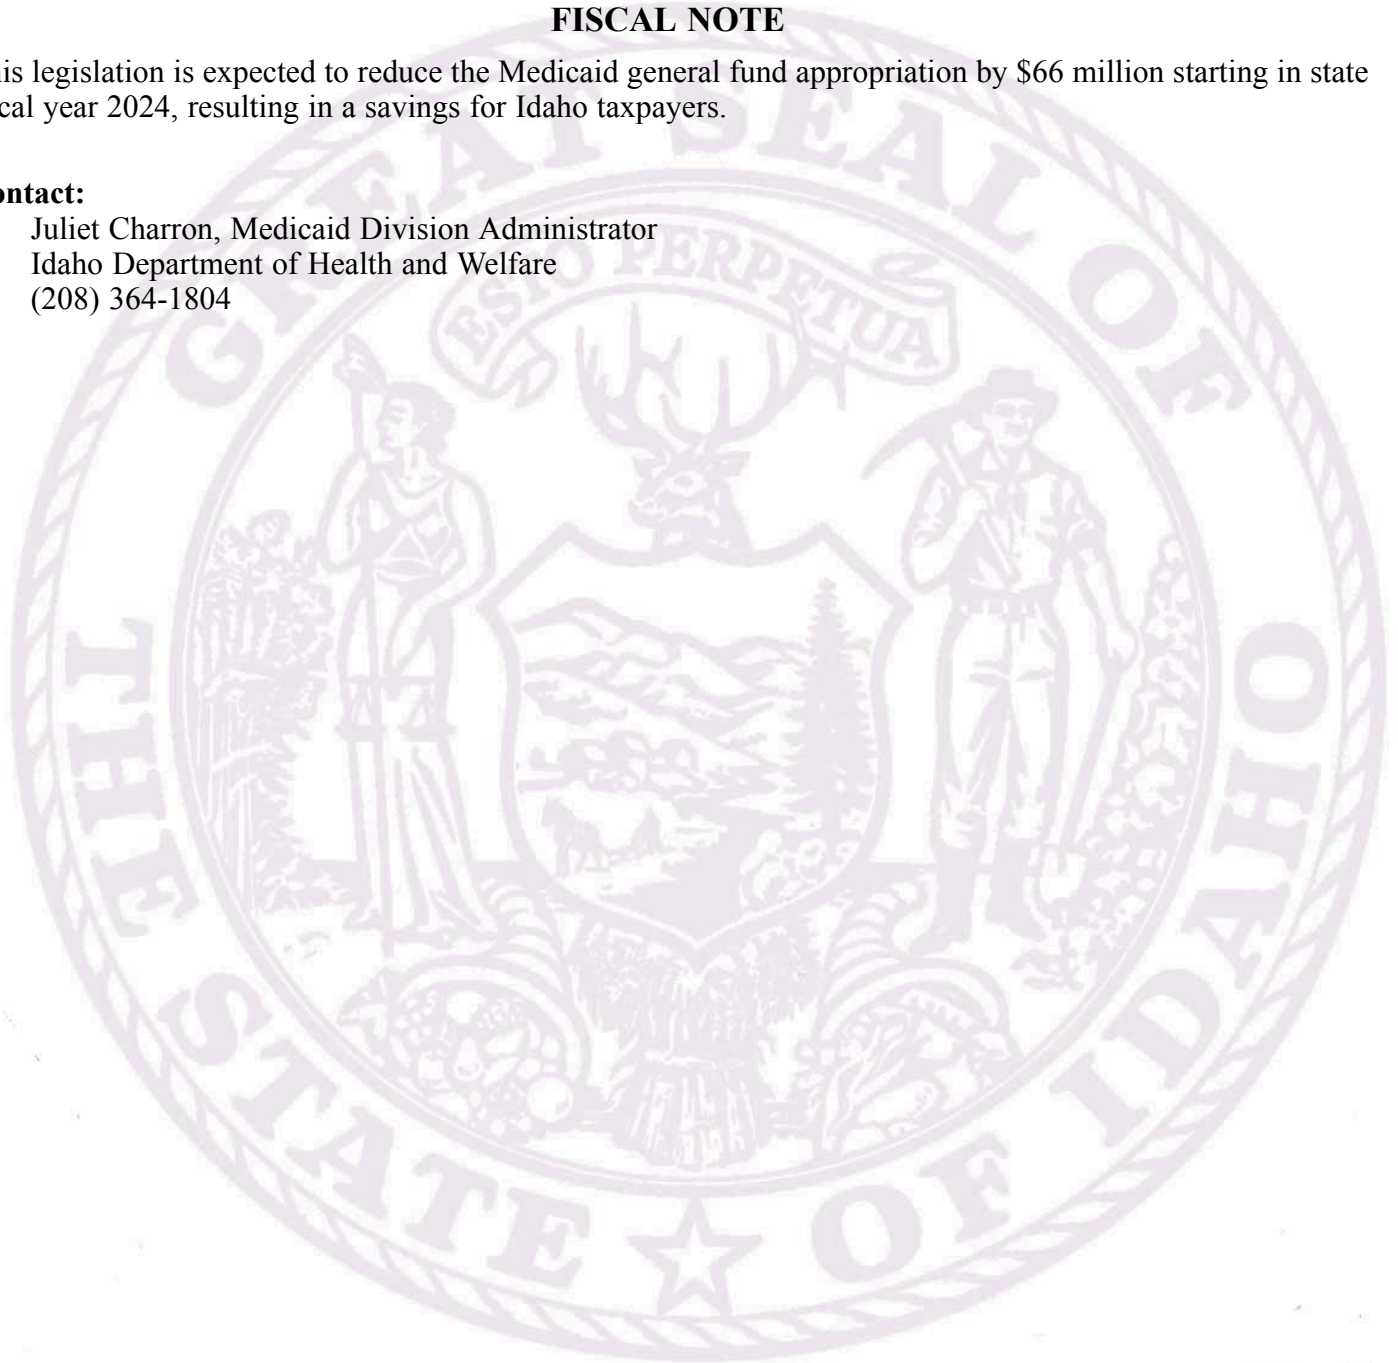 FISCAL NOTE
his legislation is expected to reduce the Medicaid general fund appropriation by $66 million starting in state
cal year 2024, resulting in a savings for Idaho taxpayers.
ontact:
Juliet Charron, Medicaid Division Administrator
Idaho Department of Health and Welfare
(208) 364-1804
GREAT SEAL OF
ESTO PERPETUA
THE
STATE OF IDAHO